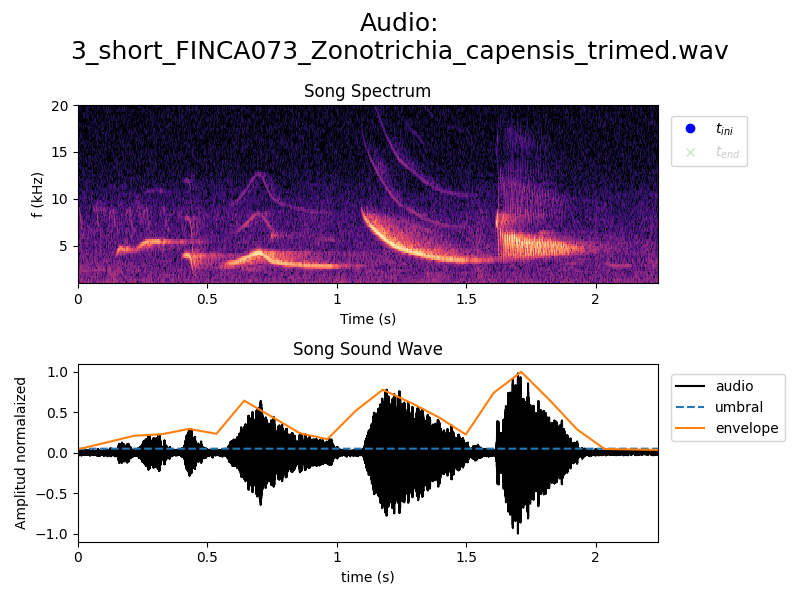 Audio:
3_short_FINCA073_Zonotrichia_capensis_trimed.wav
Song Spectrum
20
15
10
5
f (kHz)
0 0.5 1 1.5 2
Time (s)
t_ini
t_end
Song Sound Wave
1.0
0.5
0.0
−0.5
−1.0
Amplitud normalaized
0 0.5 1 1.5 2
time (s)
audio
umbral
envelope